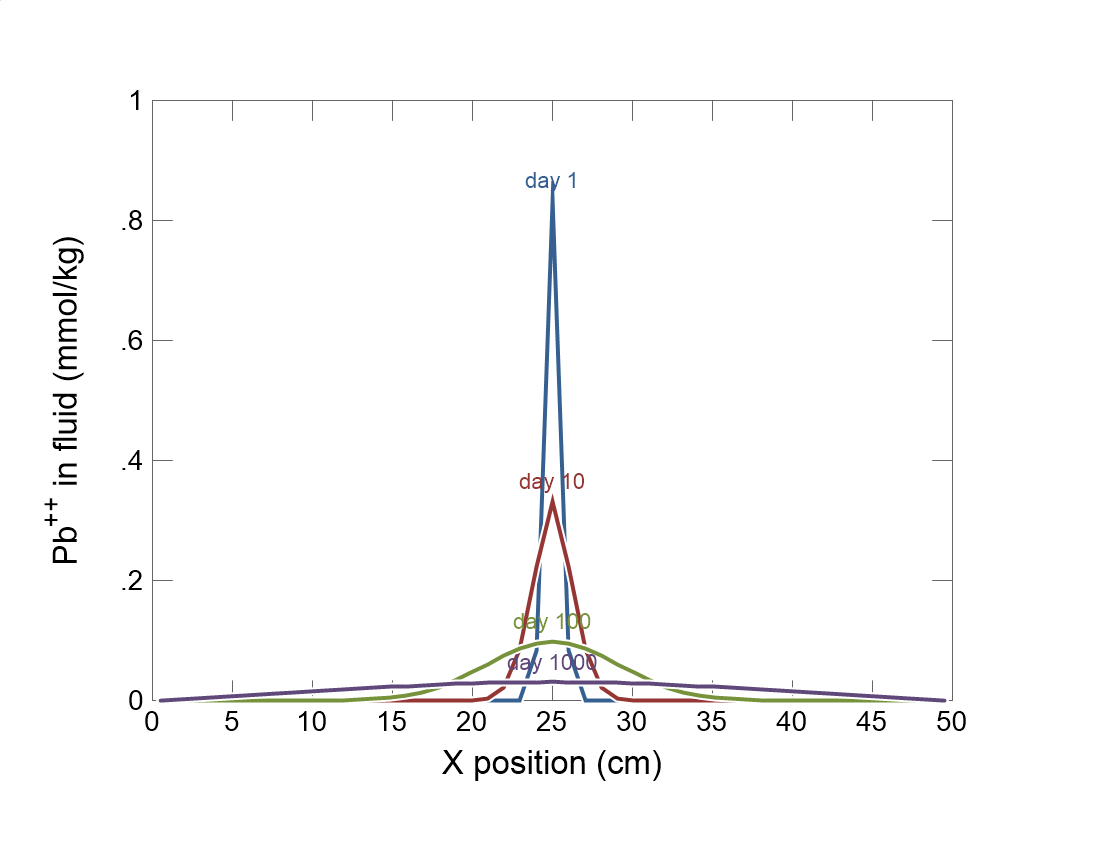 1
.8
.6
.4
.2
0
Pb++ in fluid (mmol/kg)
day 1
day 10
day 100
day 1000
0 5 10 15 20 25 30 35 40 45 50
X position (cm)